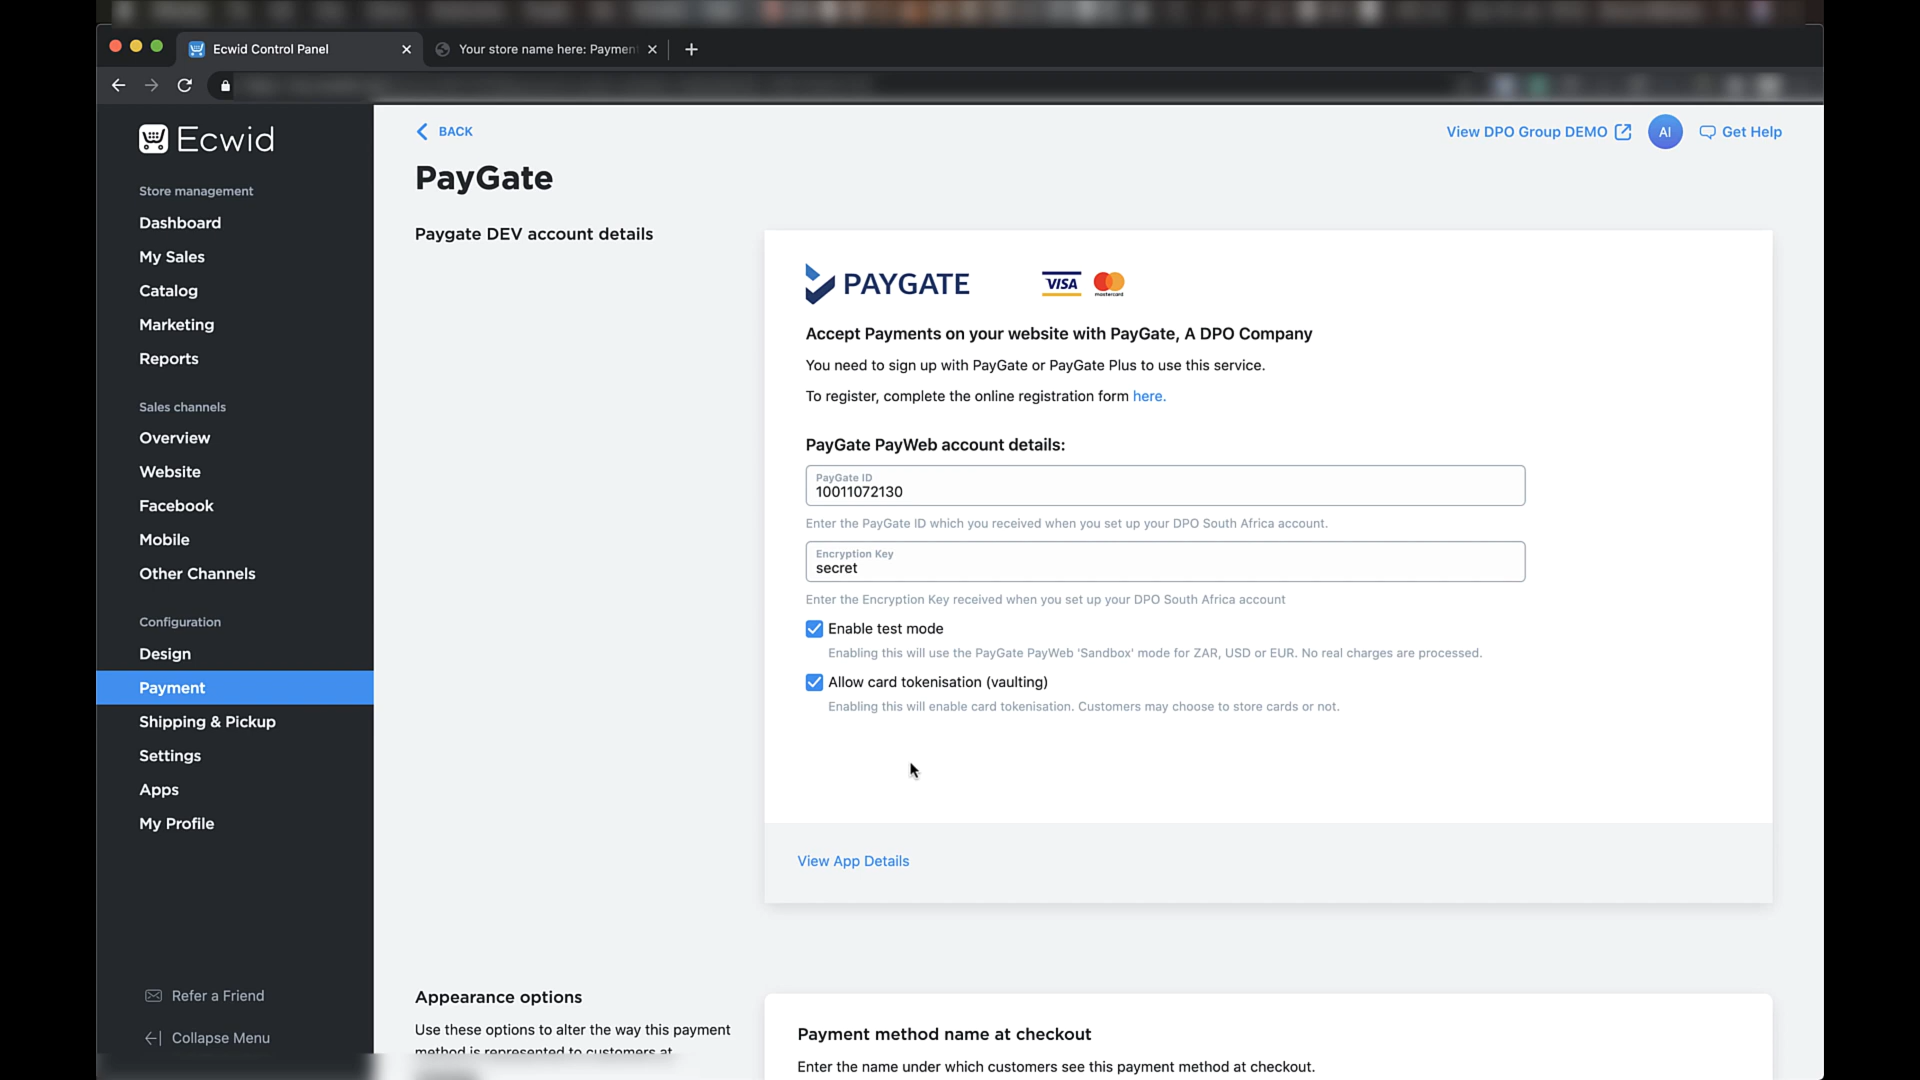 Ecwid Control Panel
Your store name here: Paymen
Ecwid
Store management
Dashboard
My Sales
Catalog
Marketing
Reports
Sales channels
Overview
Website
Facebook
Mobile
Other Channels
Configuration
Design
Payment
Shipping & Pickup
Settings
Apps
My Profile
Refer a Friend
Collapse Menu
BACK
View DPO Group DEMO
AI
Get Help
PayGate
Paygate DEV account details
PAYGATE
VISA
mastercard
Accept Payments on your website with PayGate, A DPO Company
You need to sign up with PayGate or PayGate Plus to use this service.
To register, complete the online registration form here.
PayGate PayWeb account details:
PayGate ID
10011072130
Enter the PayGate ID which you received when you set up your DPO South Africa account.
Encryption Key
secret
Enter the Encryption Key received when you set up your DPO South Africa account
Enable test mode
Enabling this will use the PayGate PayWeb 'Sandbox' mode for ZAR, USD or EUR. No real charges are processed.
Allow card tokenisation (vaulting)
Enabling this will enable card tokenisation. Customers may choose to store cards or not.
View App Details
Appearance options
Use these options to alter the way this payment
method is represented to customers at
Payment method name at checkout
Enter the name under which customers see this payment method at checkout.